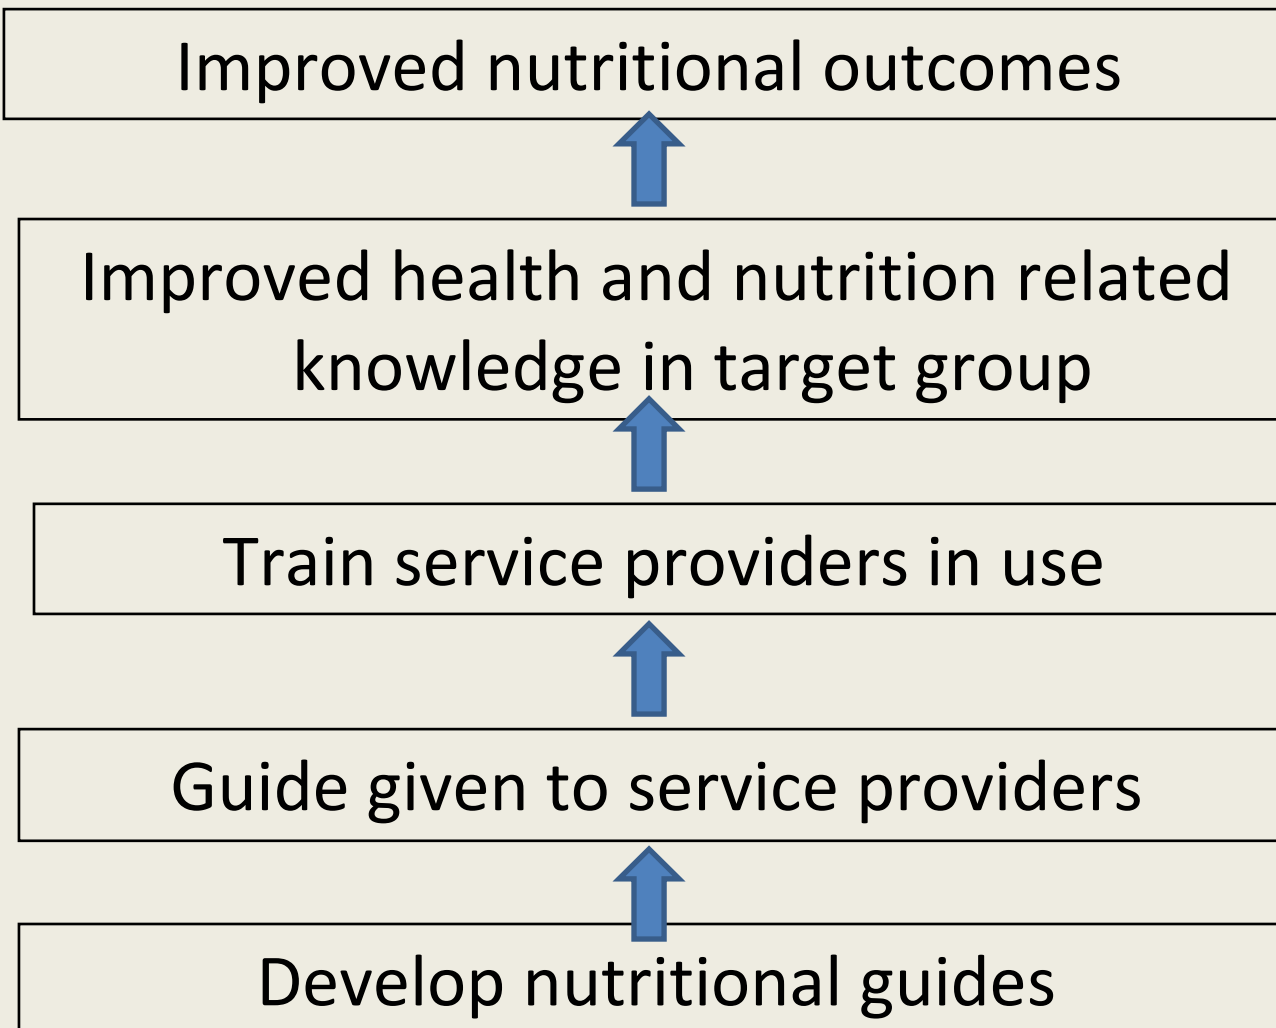 Improved nutritional outcomes
Improved health and nutrition related
knowledge in target group
Train service providers in use
Guide given to service providers
Develop nutritional guides